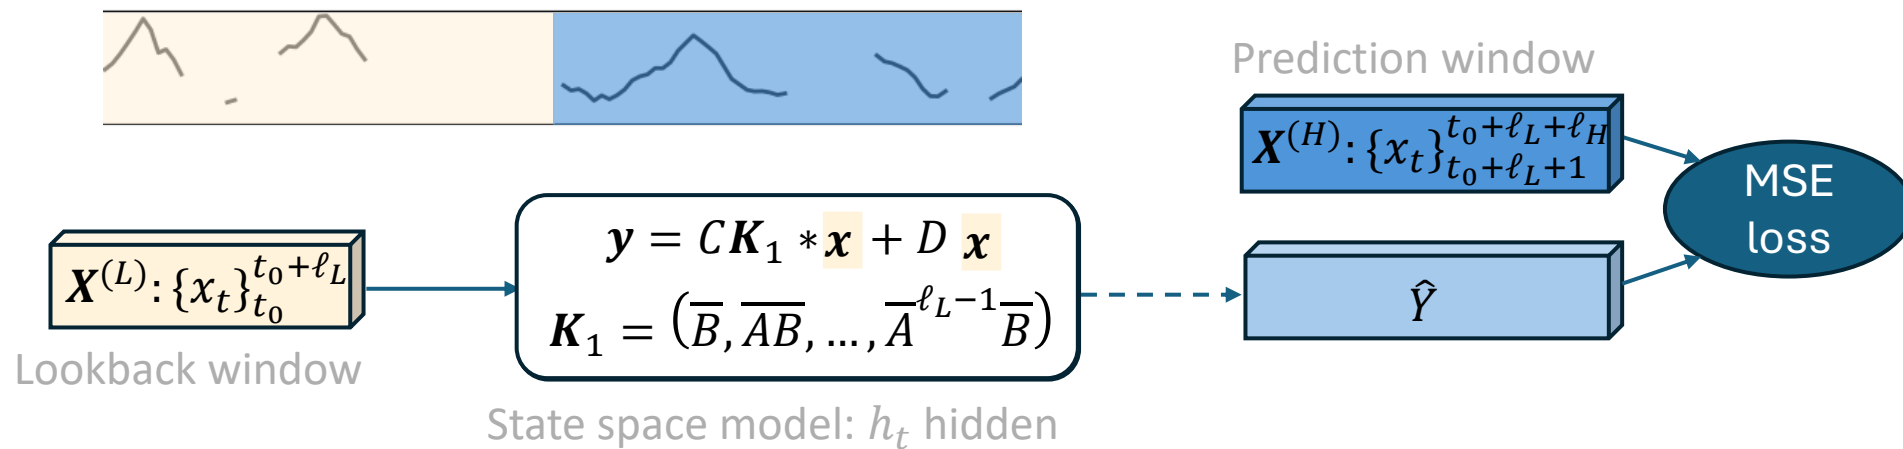 Prediction window
𝑿^(H): {x_t}_{t_0+ℓ_L+1}^{t_0+ℓ_L+ℓ_H}
MSE
loss
𝒚 = C𝑲_1 * 𝒙 + D 𝒙
𝑿^(L): {x_t}_{t_0}^{t_0+ℓ_L}
𝑲_1 = (B̅, A̅B̅, …, A̅^{ℓ_L−1}B̅)
Ŷ
Lookback window
State space model: h_t hidden